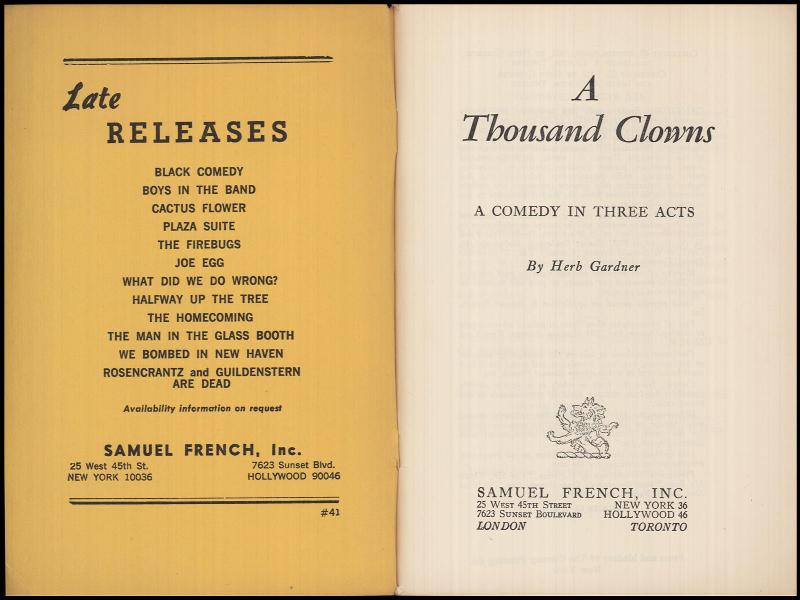 Late
RELEASES
BLACK COMEDY
BOYS IN THE BAND
CACTUS FLOWER
PLAZA SUITE
THE FIREBUGS
JOE EGG
WHAT DID WE DO WRONG?
HALFWAY UP THE TREE
THE HOMECOMING
THE MAN IN THE GLASS BOOTH
WE BOMBED IN NEW HAVEN
ROSENCRANTZ and GUILDENSTERN
ARE DEAD
Availability information on request
SAMUEL FRENCH, Inc.
25 West 45th St. 7623 Sunset Blvd.
NEW YORK 10036 HOLLYWOOD 90046
#41
A
Thousand Clowns
A COMEDY IN THREE ACTS
By Herb Gardner
SAMUEL FRENCH, INC.
25 WEST 45TH STREET NEW YORK 36
7623 SUNSET BOULEVARD HOLLYWOOD 46
LONDON TORONTO